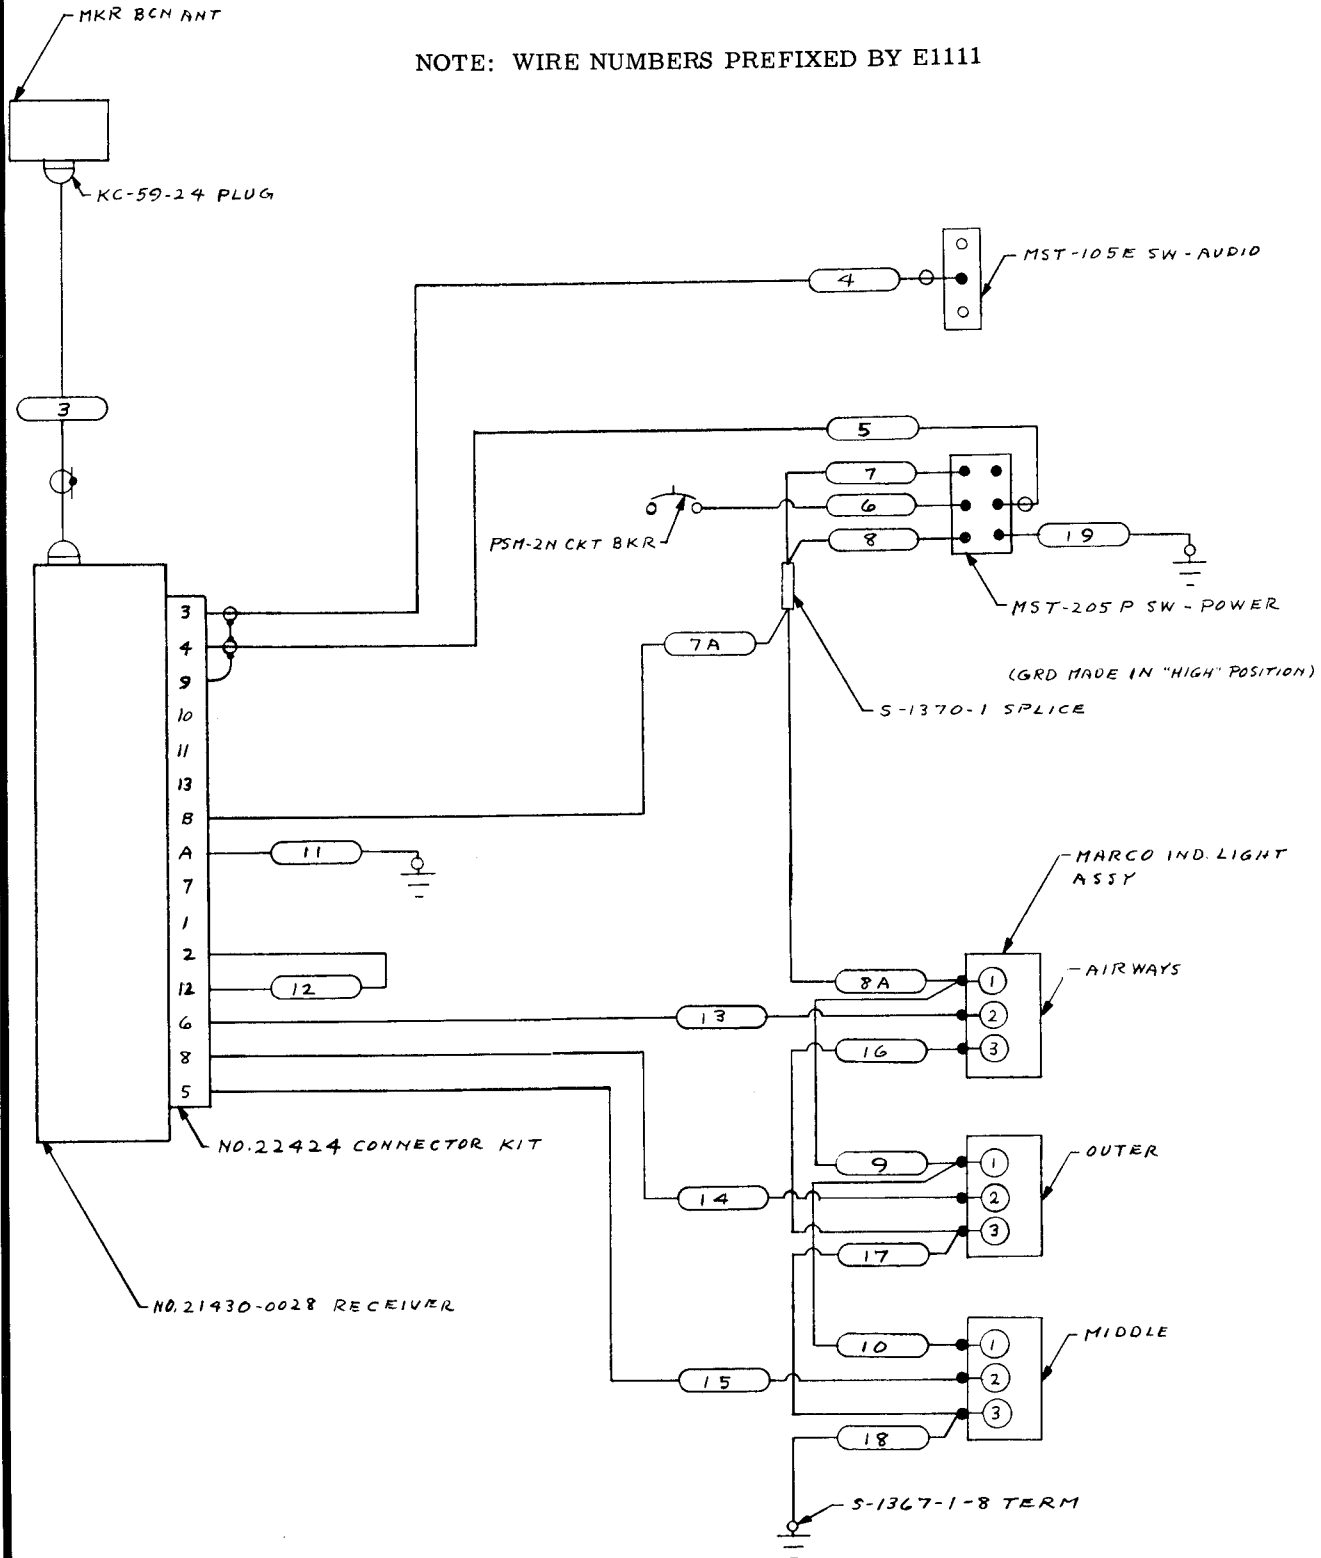 MKR BCN ANT
NOTE: WIRE NUMBERS PREFIXED BY E1111
KC-59-24 PLUG
MST-105E SW-AUDIO
4
3
5
7
6
PSM-2N CKT BKR
8
19
MST-205P SW-POWER
3
4
7A
(GRD MADE IN "HIGH" POSITION)
9
S-1370-1 SPLICE
10
11
13
B
A
11
MARCO IND. LIGHT
ASSY
7
1
2
AIRWAYS
12
12
8A
1
6
13
2
8
16
3
5
NO.22424 CONNECTOR KIT
OUTER
9
1
14
2
3
17
NO.21430-0028 RECEIVER
MIDDLE
10
1
15
2
3
18
S-1367-1-8 TERM